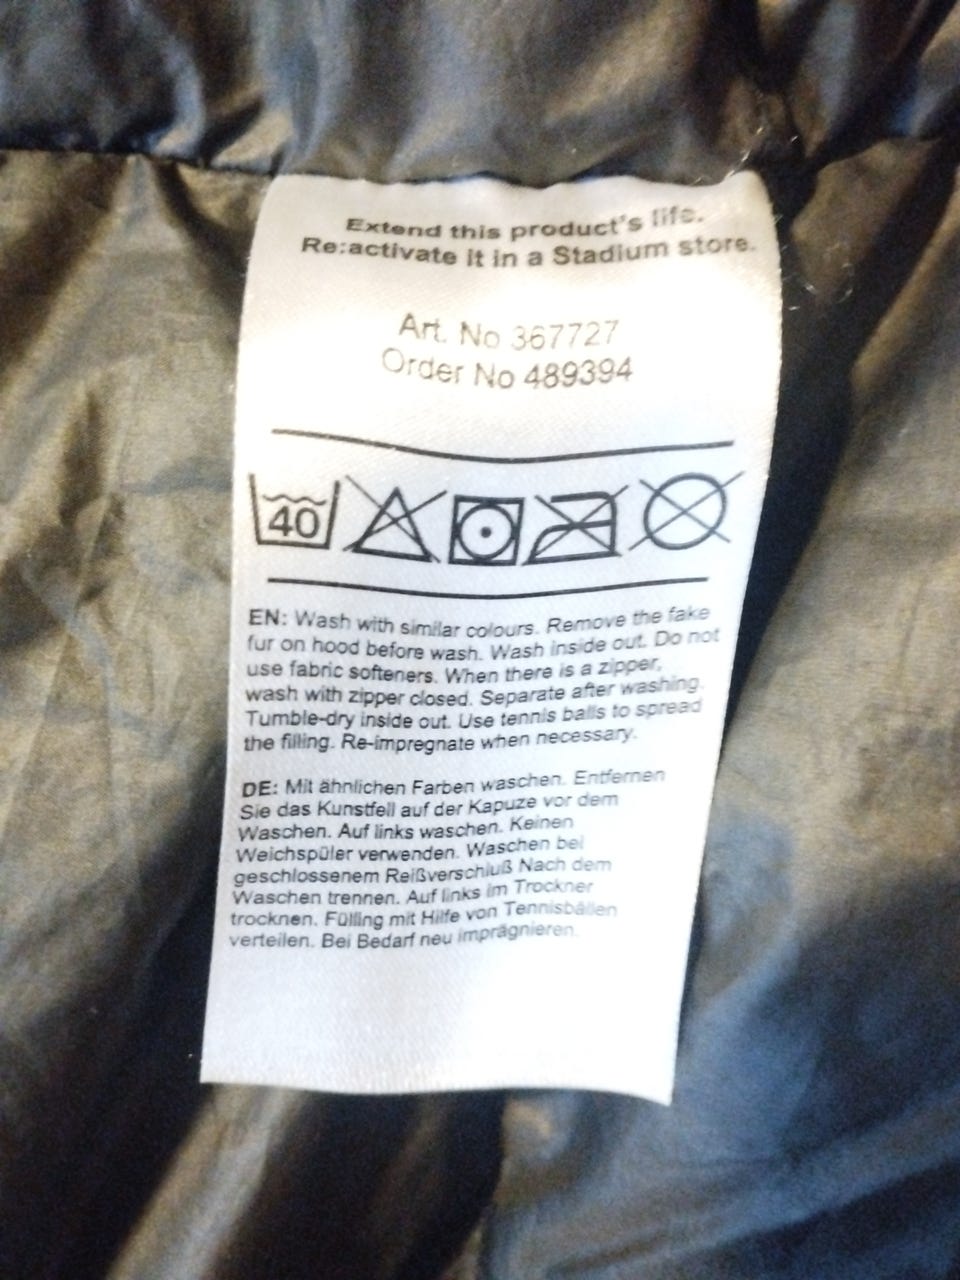 Extend this product's life.
Re:activate it in a Stadium store.
Art. No 367727
Order No 489394
40
EN: Wash with similar colours. Remove the fake
fur on hood before wash. Wash inside out. Do not
use fabric softeners. When there is a zipper,
wash with zipper closed. Separate after washing.
Tumble-dry inside out. Use tennis balls to spread
the filling. Re-impregnate when necessary.
DE: Mit ähnlichen Farben waschen. Entfernen
Sie das Kunstfell auf der Kapuze vor dem
Waschen. Auf links waschen. Keinen
Weichspüler verwenden. Waschen bei
geschlossenem Reißverschluß Nach dem
Waschen trennen. Auf links im Trockner
trocknen. Fülling mit Hilfe von Tennisbällen
verteilen. Bei Bedarf neu imprägnieren.